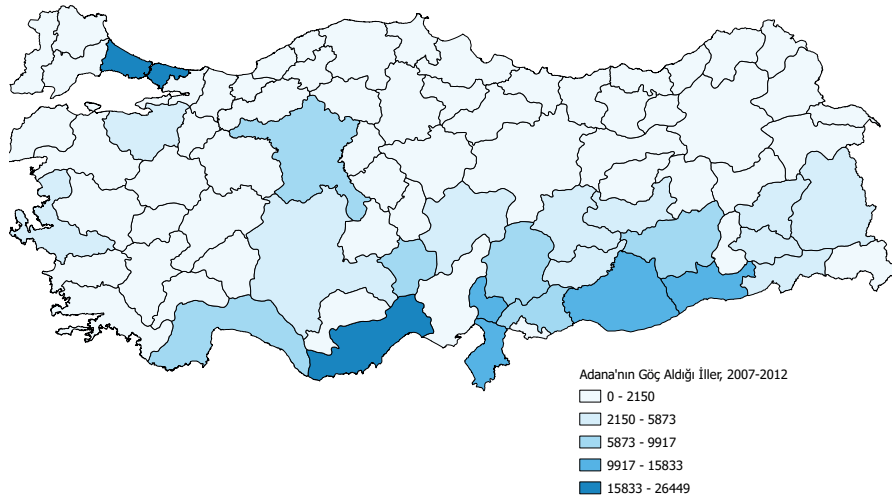 Adana'nın Göç Aldığı İller, 2007-2012
0 - 2150
2150 - 5873
5873 - 9917
9917 - 15833
15833 - 26449